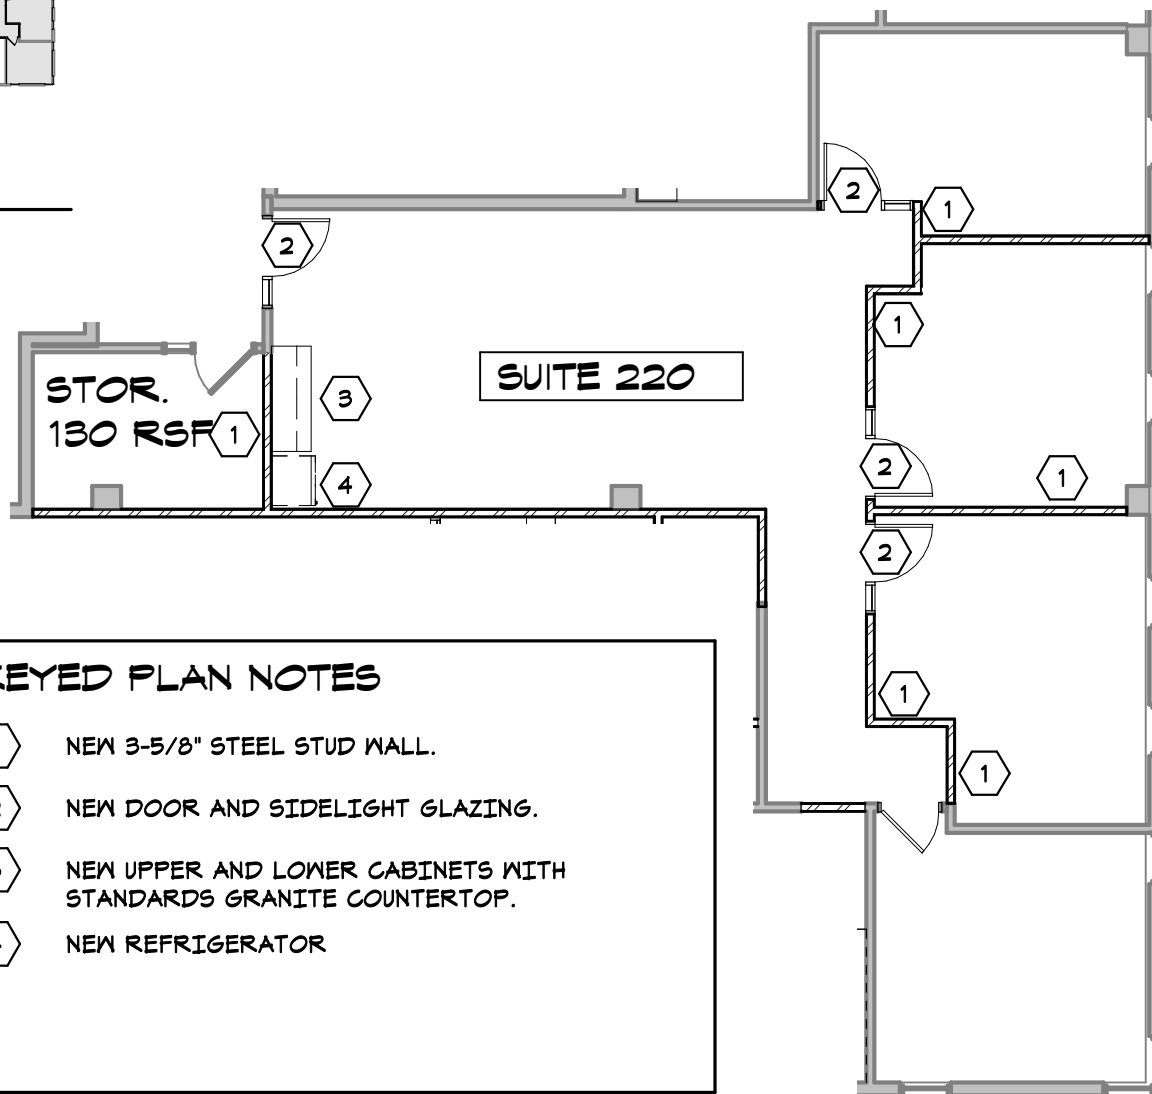 2
1
2
1
SUITE 220
STOR.
3
130 RSF
1
2
1
4
2
KEYED PLAN NOTES
1
1
NEW 3-5/8" STEEL STUD WALL.
NEW DOOR AND SIDELIGHT GLAZING.
NEW UPPER AND LOWER CABINETS WITH
STANDARDS GRANITE COUNTERTOP.
NEW REFRIGERATOR